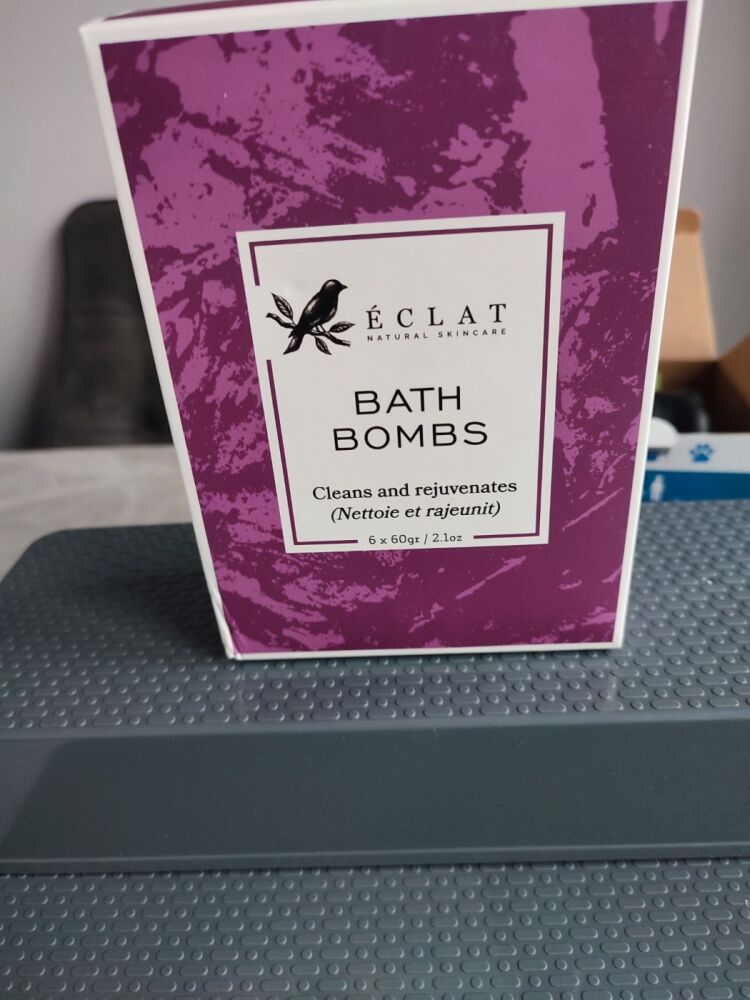 ÉCLAT
NATURAL SKINCARE
BATH
BOMBS
Cleans and rejuvenates
(Nettoie et rajeunit)
6 x 60gr / 2.1oz